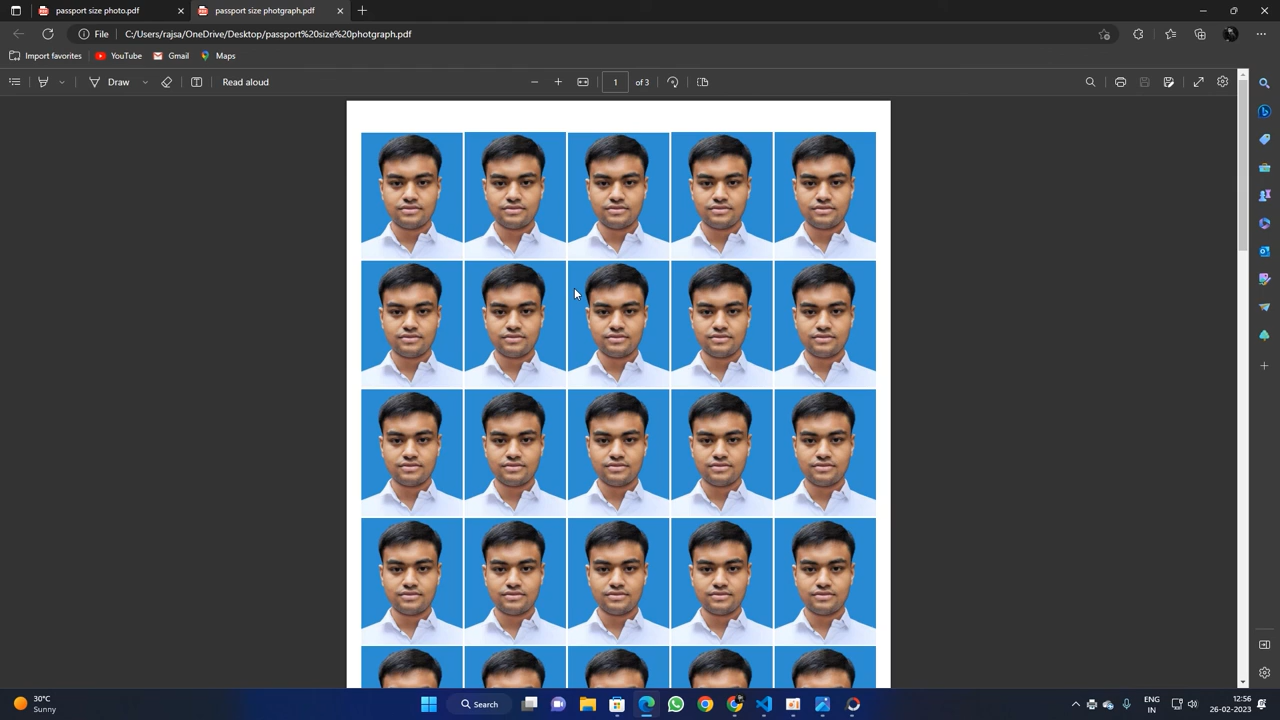 passport size photo.pdf
passport size photgraph.pdf
File
C:/Users/rajsa/OneDrive/Desktop/passport%20size%20photgraph.pdf
Import favorites
YouTube
Gmail
Maps
Draw
Read aloud
1
of 3
30°C
Sunny
Search
ENG
IN
12:56
26-02-2023